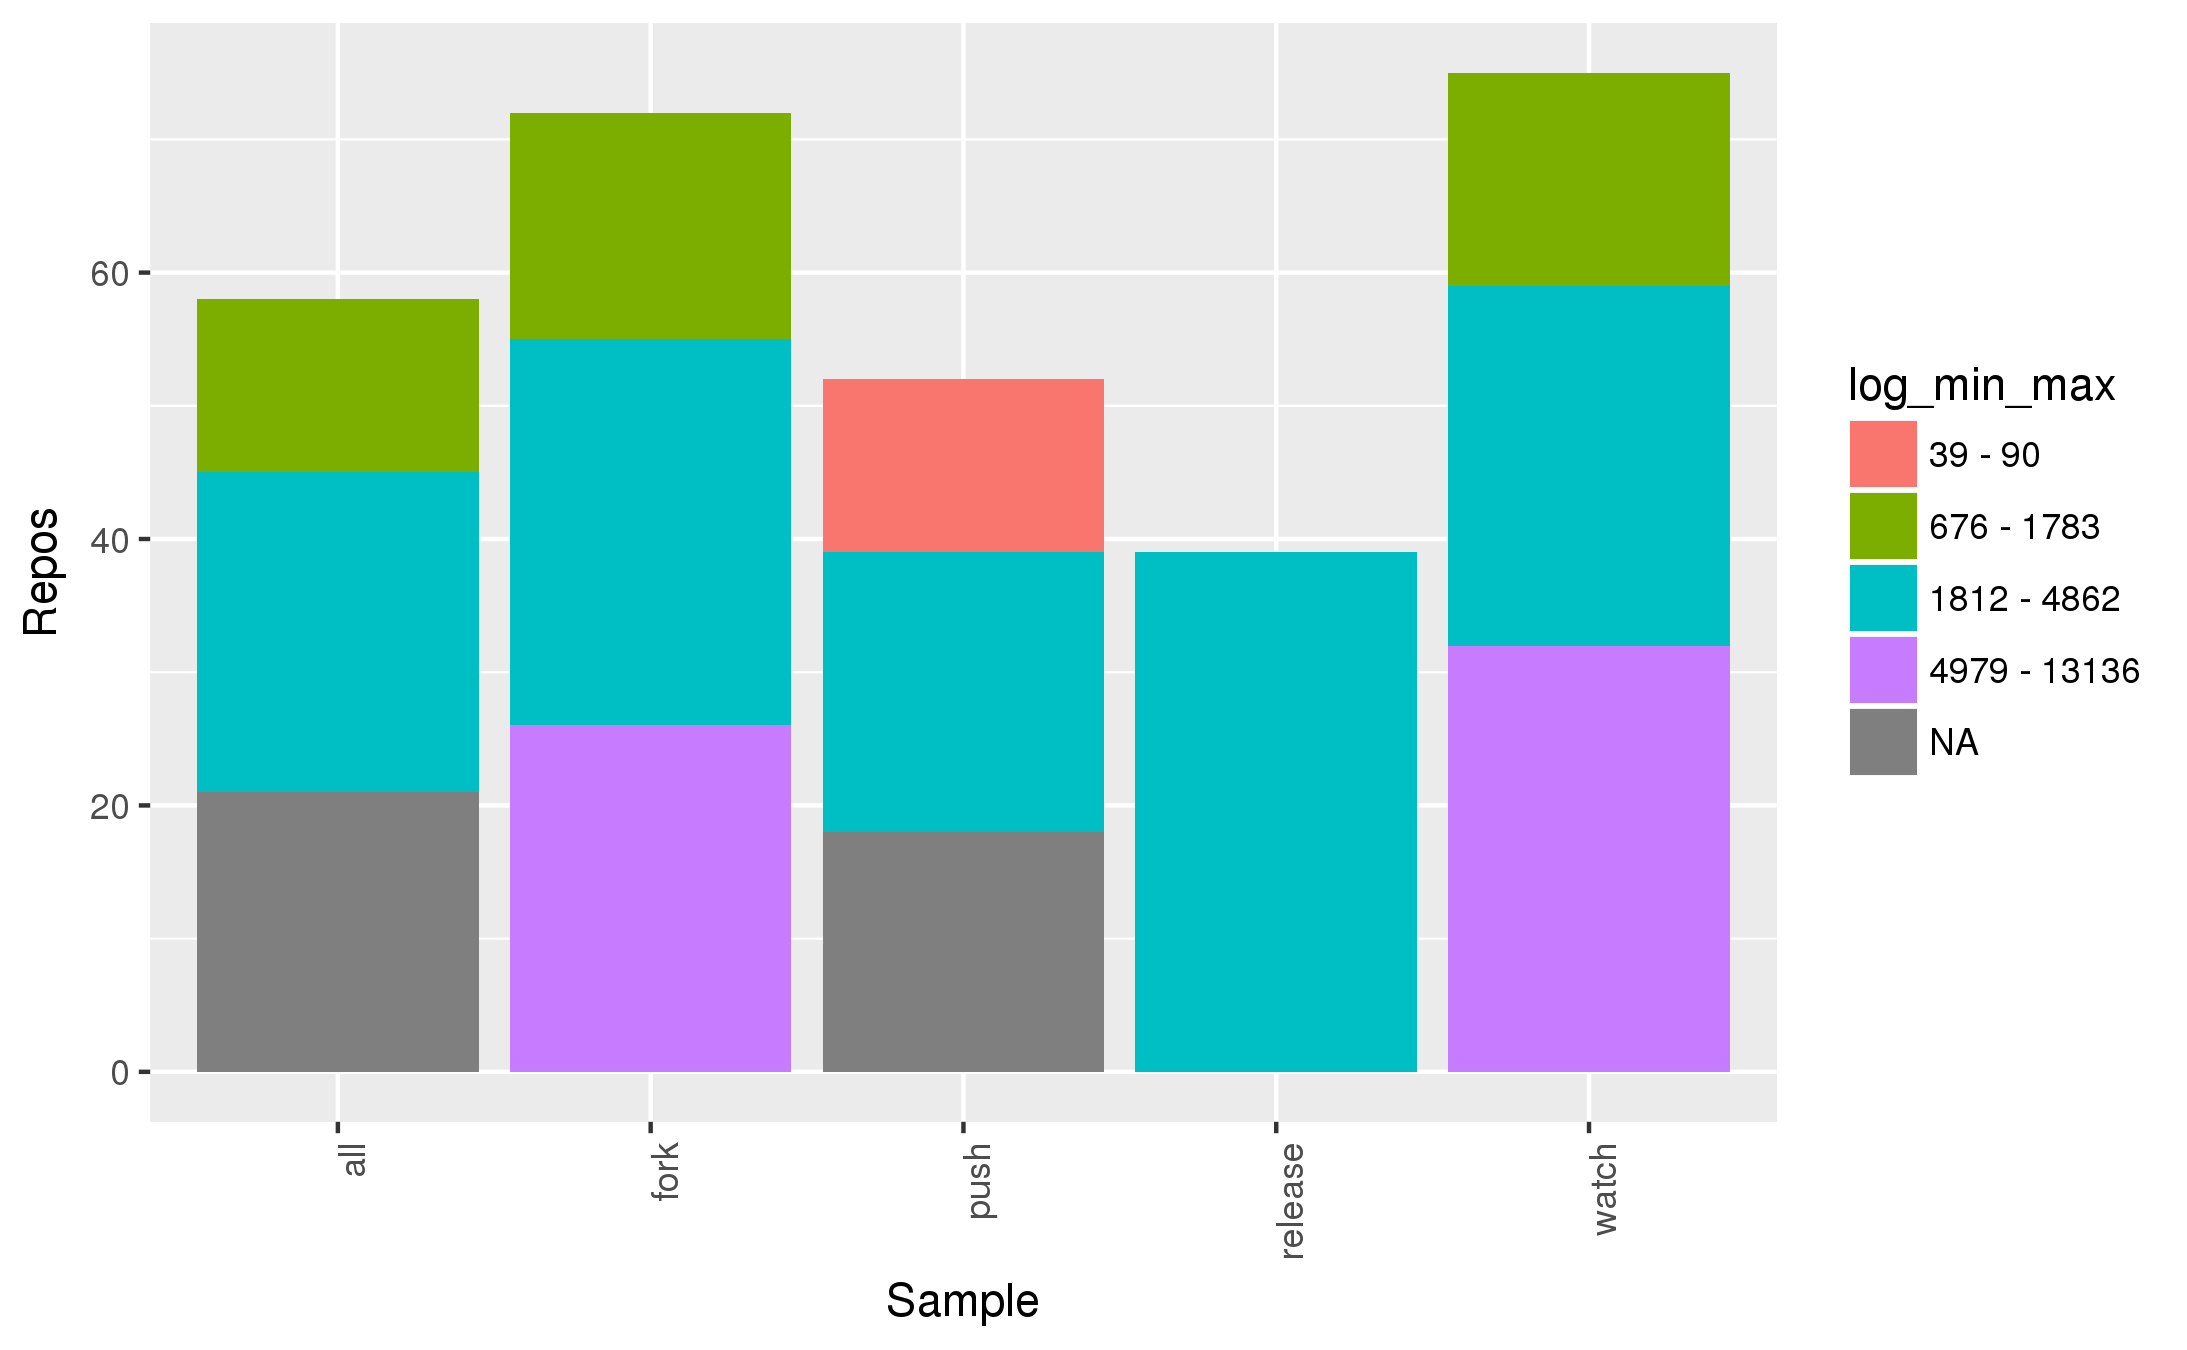 Repos
60
40
20
0
all
fork
push
release
watch
Sample
log_min_max
39 - 90
676 - 1783
1812 - 4862
4979 - 13136
NA